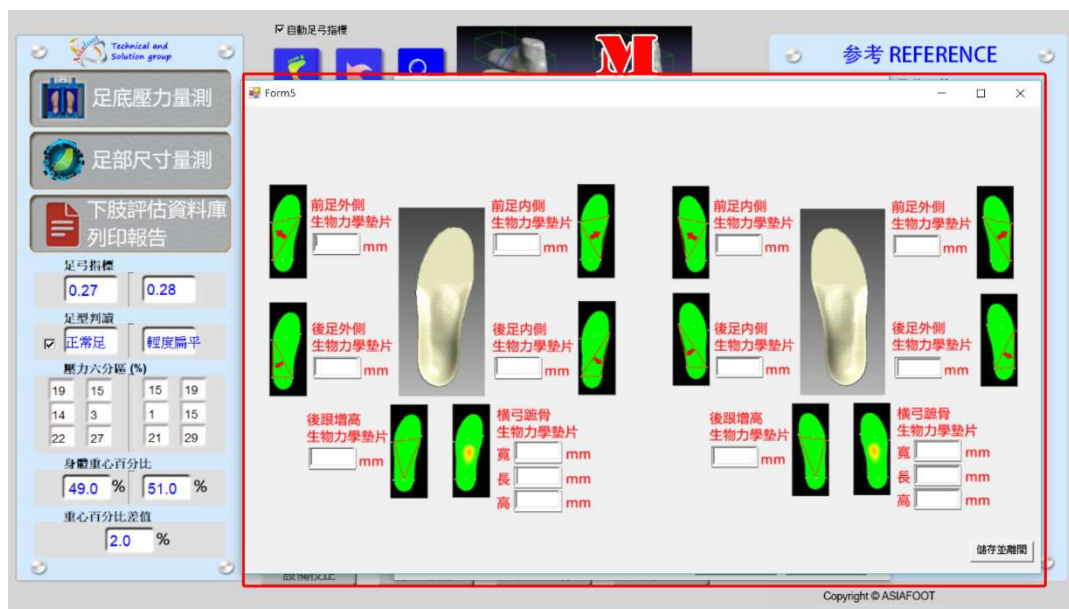 自動足弓指標
Asiafoot
Technical and
Solution group
M
參考 REFERENCE
足底壓力量測
足部尺寸量測
下肢評估資料庫
列印報告
足弓指標
0.27 0.28
足型判讀
正常足 輕度扁平
壓力六分區 (%)
19 15 15 19
14 3 1 15
22 27 21 29
身體重心百分比
49.0 % 51.0 %
重心百分比差值
2.0 %
Form5
前足外側
生物力學墊片
mm
前足內側
生物力學墊片
mm
前足內側
生物力學墊片
mm
前足外側
生物力學墊片
mm
後足外側
生物力學墊片
mm
後足內側
生物力學墊片
mm
後足內側
生物力學墊片
mm
後足外側
生物力學墊片
mm
後跟增高
生物力學墊片
mm
橫弓蹠骨
生物力學墊片
寬 mm
長 mm
高 mm
後跟增高
生物力學墊片
mm
橫弓蹠骨
生物力學墊片
寬 mm
長 mm
高 mm
儲存並離開
Copyright © ASIAFOOT